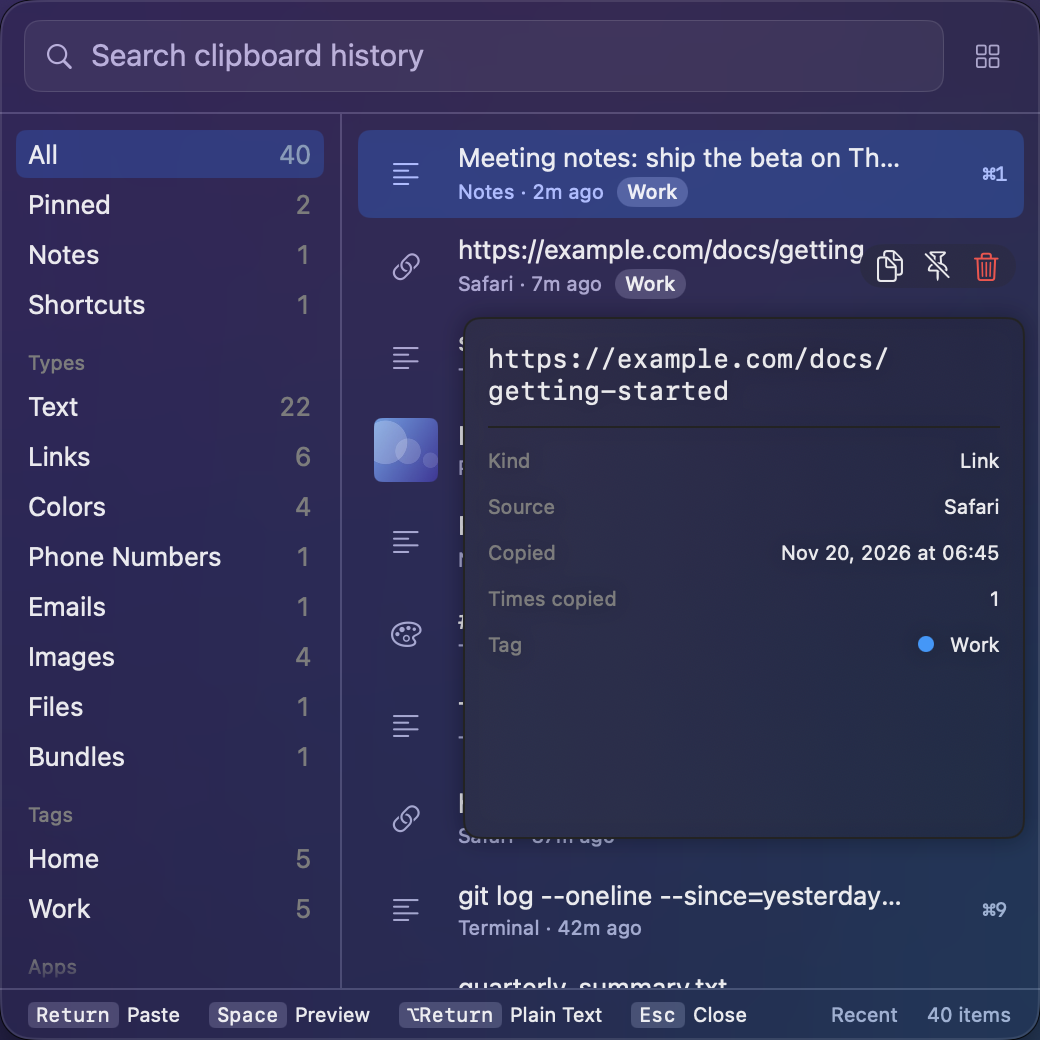 Search clipboard history
All 40
Pinned 2
Notes 1
Shortcuts 1
Types
Text 22
Links 6
Colors 4
Phone Numbers 1
Emails 1
Images 4
Files 1
Bundles 1
Tags
Home 5
Work 5
Apps
Meeting notes: ship the beta on Th…
Notes · 2m ago Work
⌘1
https://example.com/docs/getting
Safari · 7m ago Work
https://example.com/docs/
getting-started
Kind Link
Source Safari
Copied Nov 20, 2026 at 06:45
Times copied 1
Tag Work
Safari · 37m ago
git log --oneline --since=yesterday…
Terminal · 42m ago
⌘9
quarterly_summary.txt
Return Paste Space Preview ⌥Return Plain Text Esc Close Recent 40 items